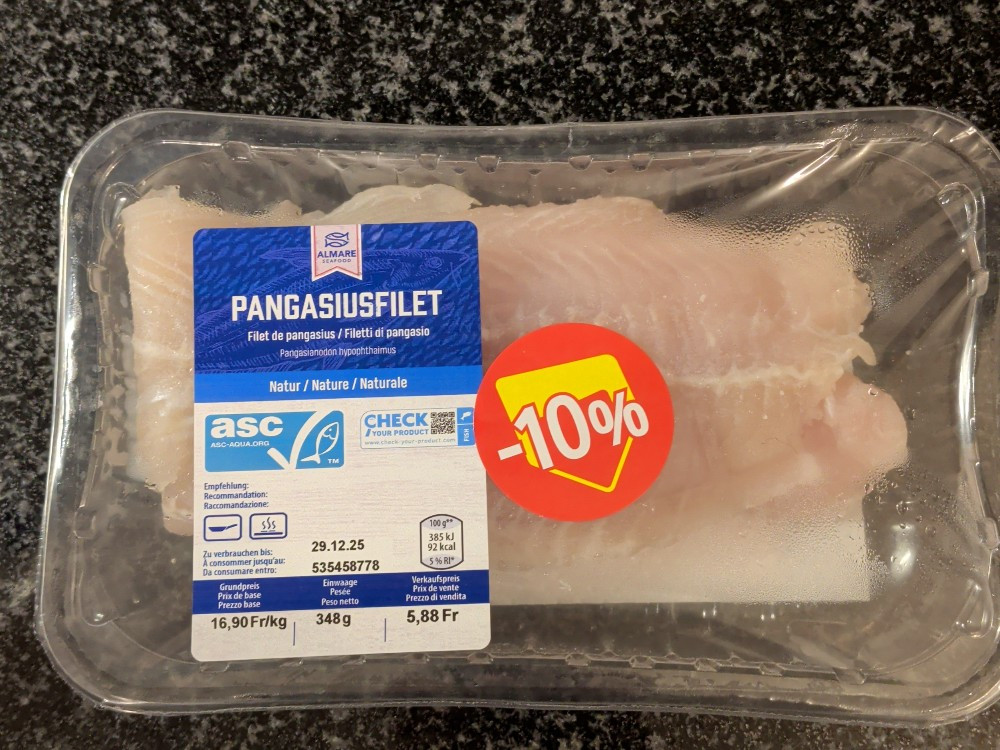 ALMARE
SEAFOOD
PANGASIUSFILET
Filet de pangasius / Filetti di pangasio
Pangasianodon hypophthalmus
Natur / Nature / Naturale
asc
ASC-AQUA.ORG
TM
CHECK
YOUR PRODUCT
www.check-your-product.com
FISH
-10%
Empfehlung:
Recommandation:
Raccomandazione:
100 g**
385 kJ
92 kcal
5 % RI*
Zu verbrauchen bis:
À consommer jusqu'au:
Da consumare entro:
29.12.25
535458778
Grundpreis
Prix de base
Prezzo base
Einwaage
Pesée
Peso netto
Verkaufspreis
Prix de vente
Prezzo di vendita
16,90 Fr/kg
348 g
5,88 Fr